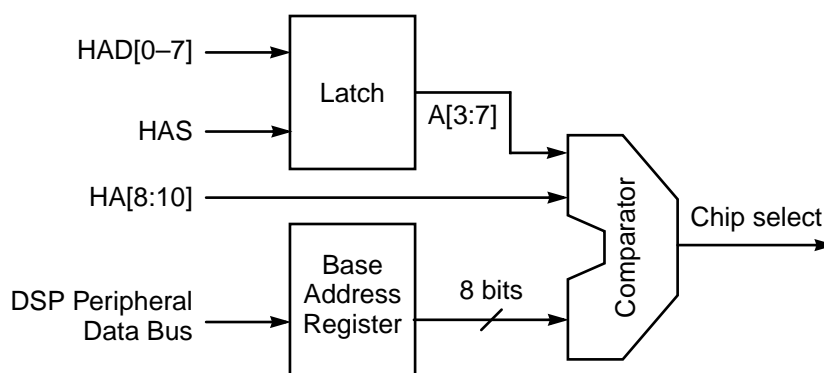 HAD[0–7]
HAS
Latch
A[3:7]
HA[8:10]
Base
Address
Register
DSP Peripheral
Data Bus
8 bits
Comparator
Chip select